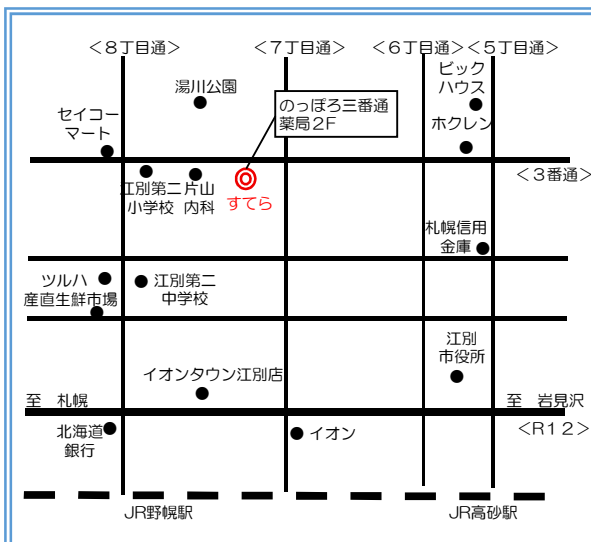 ＜８丁目通＞
＜７丁目通＞
＜６丁目通＞
＜５丁目通＞
湯川公園
ビック
ハウス
のっぽろ三番通
薬局２F
セイコー
マート
ホクレン
＜３番通＞
江別第二
小学校
片山
内科
すてら
札幌信用
金庫
ツルハ
産直生鮮市場
江別第二
中学校
江別
市役所
イオンタウン江別店
至　札幌
至　岩見沢
北海道
銀行
イオン
＜R１２＞
JR野幌駅
JR高砂駅